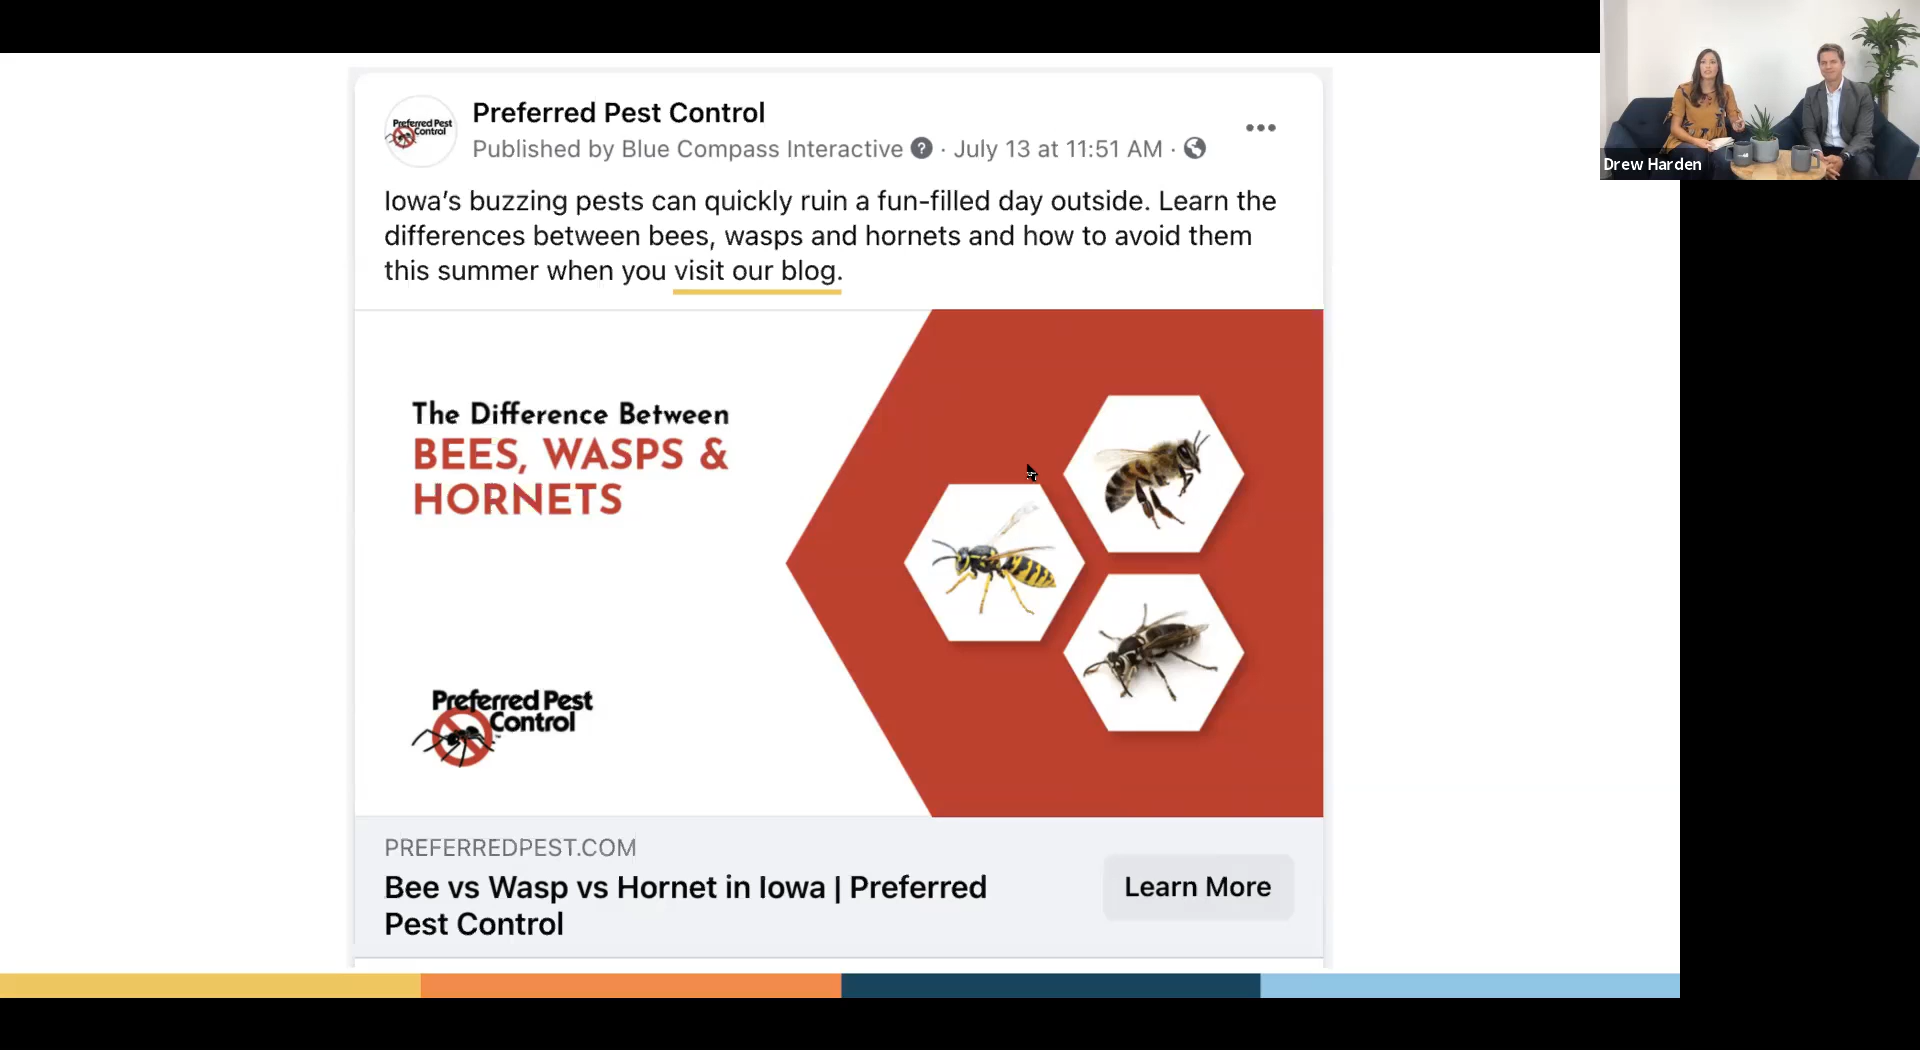 Preferred Pest
Control
Preferred Pest Control
Published by Blue Compass Interactive ? · July 13 at 11:51 AM ·
Iowa’s buzzing pests can quickly ruin a fun-filled day outside. Learn the
differences between bees, wasps and hornets and how to avoid them
this summer when you visit our blog.
The Difference Between
BEES, WASPS &
HORNETS
Preferred Pest
Control
PREFERREDPEST.COM
Bee vs Wasp vs Hornet in Iowa | Preferred
Pest Control
Learn More
Drew Harden